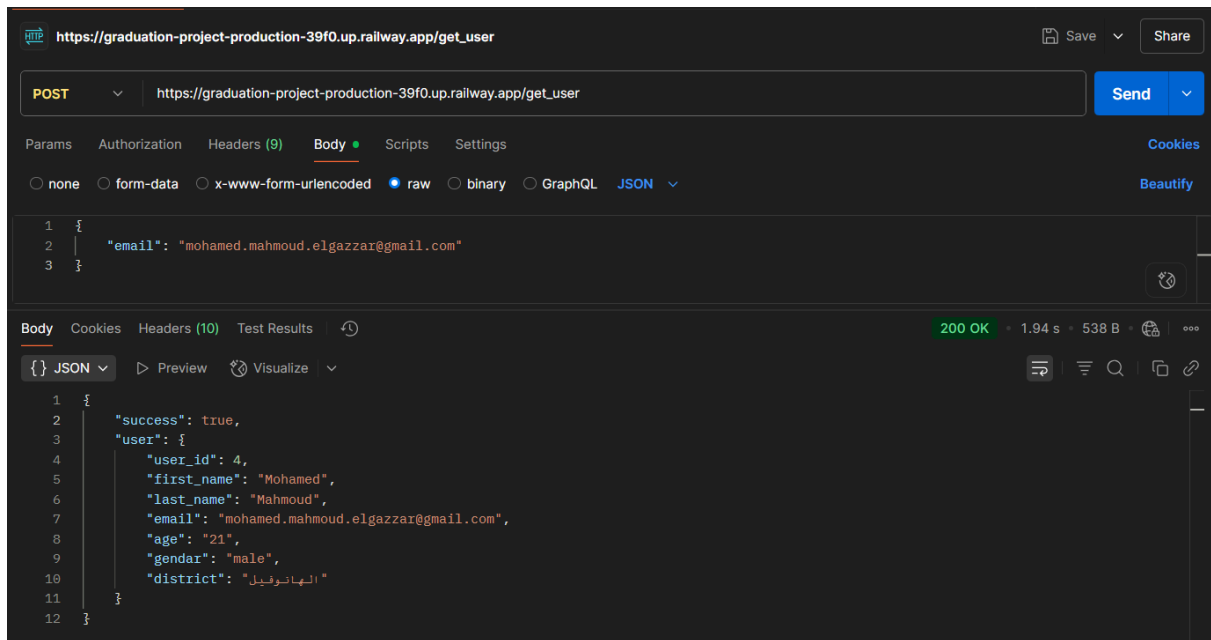 HTTP https://graduation-project-production-39f0.up.railway.app/get_user Save Share
POST https://graduation-project-production-39f0.up.railway.app/get_user Send
Params Authorization Headers (9) Body Scripts Settings Cookies
none form-data x-www-form-urlencoded raw binary GraphQL JSON Beautify
1 {
2 "email": "mohamed.mahmoud.elgazzar@gmail.com"
3 }
Body Cookies Headers (10) Test Results 200 OK 1.94 s 538 B
{} JSON Preview Visualize
1 {
2 "success": true,
3 "user": {
4 "user_id": 4,
5 "first_name": "Mohamed",
6 "last_name": "Mahmoud",
7 "email": "mohamed.mahmoud.elgazzar@gmail.com",
8 "age": "21",
9 "gendar": "male",
10 "district": "الهانوفيل"
11 }
12 }